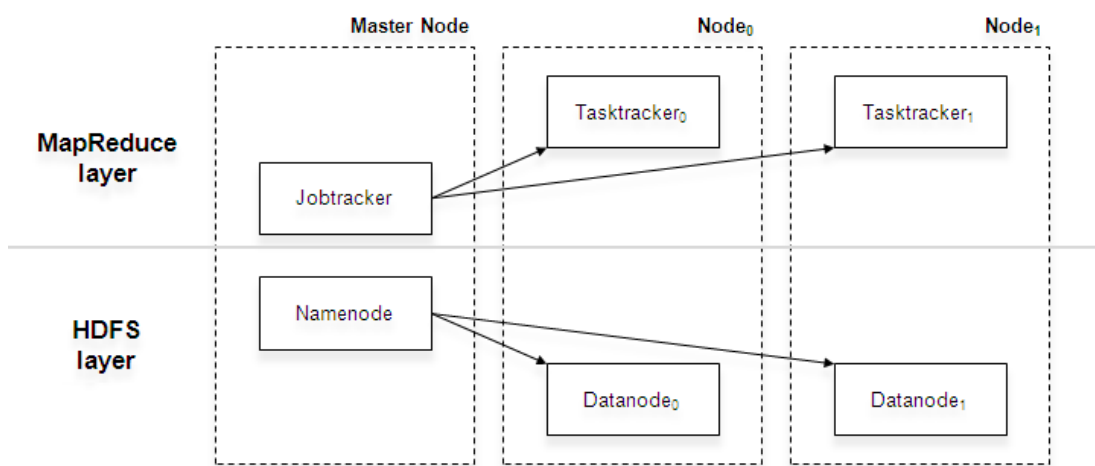 Master Node
Node₀
Node₁
MapReduce
layer
Tasktracker₀
Tasktracker₁
Jobtracker
HDFS
layer
Namenode
Datanode₀
Datanode₁